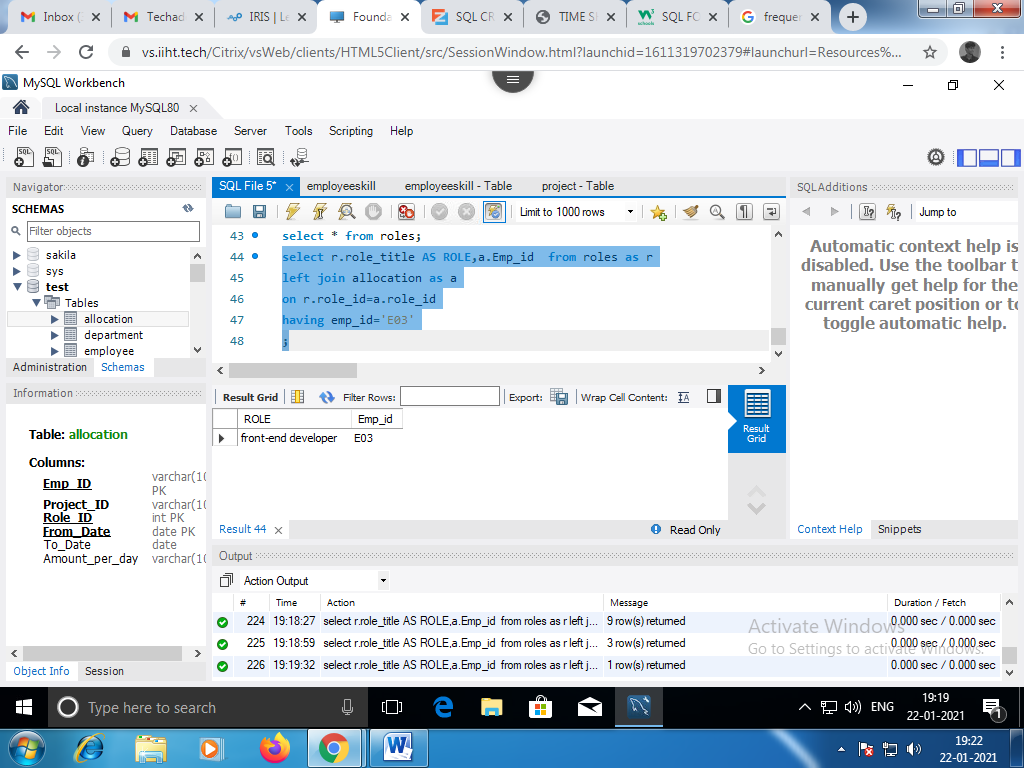 Inbox (
Techad
IRIS | Le
Founda
SQL CR
TIME S
SQL FO
frequer
vs.iiht.tech/Citrix/vsWeb/clients/HTML5Client/src/SessionWindow.html?launchid=1611319702379#launchurl=Resources%...
MySQL Workbench
Local instance MySQL80
File Edit View Query Database Server Tools Scripting Help
Navigator
SCHEMAS
Filter objects
sakila
sys
test
Tables
allocation
department
employee
Administration Schemas
Information
Table: allocation
Columns:
Emp_ID varchar(10
PK
Project_ID varchar(10
Role_ID int PK
From_Date date PK
To_Date date
Amount_per_day varchar(10
Object Info Session
SQL File 5* employeeskill employeeskill - Table project - Table
Limit to 1000 rows
43 select * from roles;
44 select r.role_title AS ROLE,a.Emp_id from roles as r
45 left join allocation as a
46 on r.role_id=a.role_id
47 having emp_id='E03'
48 ;
Result Grid Filter Rows: Export: Wrap Cell Content:
ROLE Emp_id
front-end developer E03
Result
Grid
Result 44 Read Only
SQLAdditions
Jump to
Automatic context help is
disabled. Use the toolbar t
manually get help for the
current caret position or to
toggle automatic help.
Context Help Snippets
Output
Action Output
# Time Action Message Duration / Fetch
224 19:18:27 select r.role_title AS ROLE,a.Emp_id from roles as r left j... 9 row(s) returned 0.000 sec / 0.000 sec
225 19:18:59 select r.role_title AS ROLE,a.Emp_id from roles as r left j... 3 row(s) returned 0.000 sec / 0.000 sec
226 19:19:32 select r.role_title AS ROLE,a.Emp_id from roles as r left j... 1 row(s) returned 0.000 sec / 0.000 sec
Activate Windows
Go to Settings to activate Windows.
Type here to search
ENG
19:19
22-01-2021
1
19:22
22-01-2021